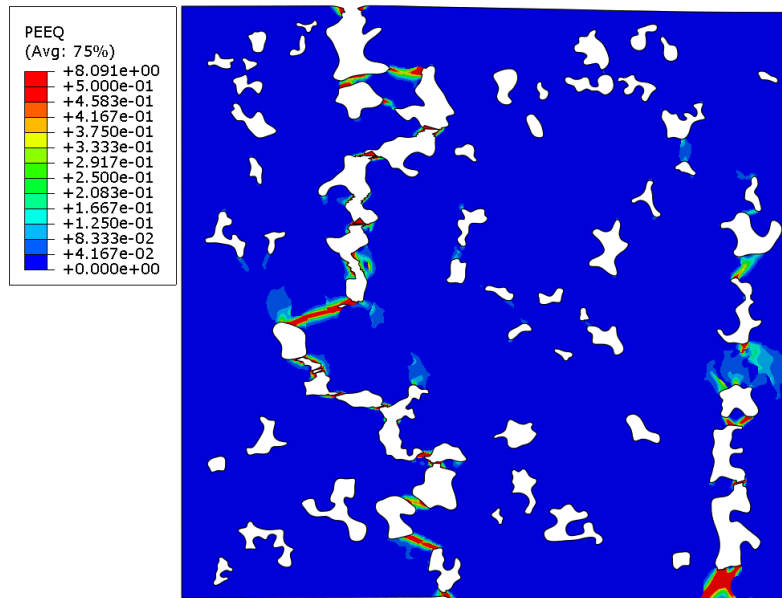 PEEQ
(Avg: 75%)
+8.091e+00
+5.000e-01
+4.583e-01
+4.167e-01
+3.750e-01
+3.333e-01
+2.917e-01
+2.500e-01
+2.083e-01
+1.667e-01
+1.250e-01
+8.333e-02
+4.167e-02
+0.000e+00